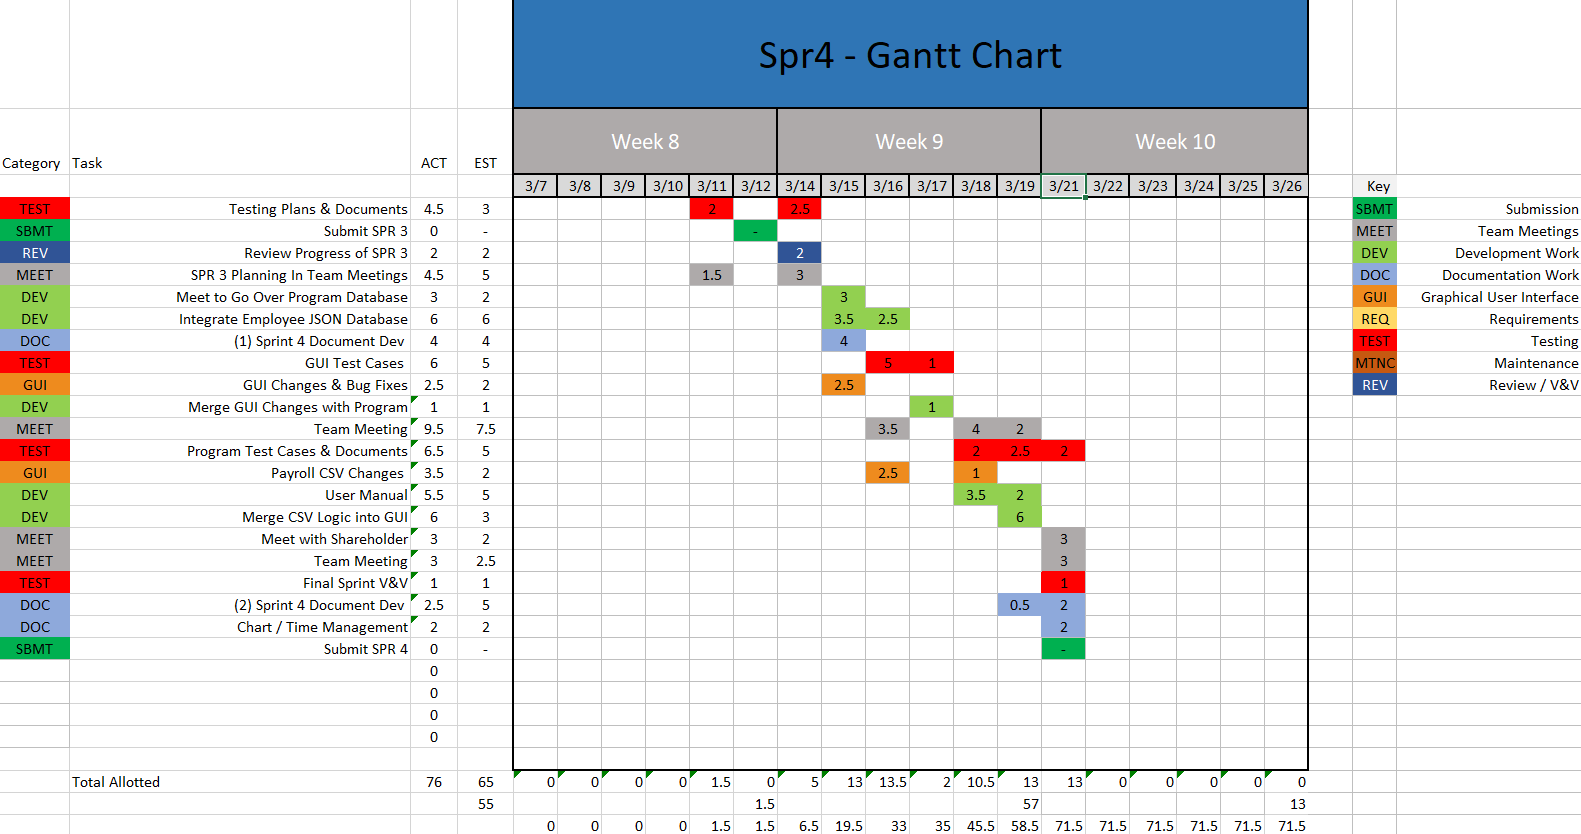 Spr4 - Gantt Chart
Week 8 Week 9 Week 10
Category Task ACT EST
3/7 3/8 3/9 3/10 3/11 3/12 3/14 3/15 3/16 3/17 3/18 3/19 3/21 3/22 3/23 3/24 3/25 3/26 Key
TEST Testing Plans & Documents 4.5 3 2 2.5 SBMT Submission
SBMT Submit SPR 3 0 - - MEET Team Meetings
REV Review Progress of SPR 3 2 2 2 DEV Development Work
MEET SPR 3 Planning In Team Meetings 4.5 5 1.5 3 DOC Documentation Work
DEV Meet to Go Over Program Database 3 2 3 GUI Graphical User Interface
DEV Integrate Employee JSON Database 6 6 3.5 2.5 REQ Requirements
DOC (1) Sprint 4 Document Dev 4 4 4 TEST Testing
TEST GUI Test Cases 6 5 5 1 MTNC Maintenance
GUI GUI Changes & Bug Fixes 2.5 2 2.5 REV Review / V&V
DEV Merge GUI Changes with Program 1 1 1
MEET Team Meeting 9.5 7.5 3.5 4 2
TEST Program Test Cases & Documents 6.5 5 2 2.5 2
GUI Payroll CSV Changes 3.5 2 2.5 1
DEV User Manual 5.5 5 3.5 2
DEV Merge CSV Logic into GUI 6 3 6
MEET Meet with Shareholder 3 2 3
MEET Team Meeting 3 2.5 3
TEST Final Sprint V&V 1 1 1
DOC (2) Sprint 4 Document Dev 2.5 5 0.5 2
DOC Chart / Time Management 2 2 2
SBMT Submit SPR 4 0 - -
0
0
0
0
Total Allotted 76 65 0 0 0 0 1.5 0 5 13 13.5 2 10.5 13 13 0 0 0 0 0
55 1.5 57 13
0 0 0 0 1.5 1.5 6.5 19.5 33 35 45.5 58.5 71.5 71.5 71.5 71.5 71.5 71.5